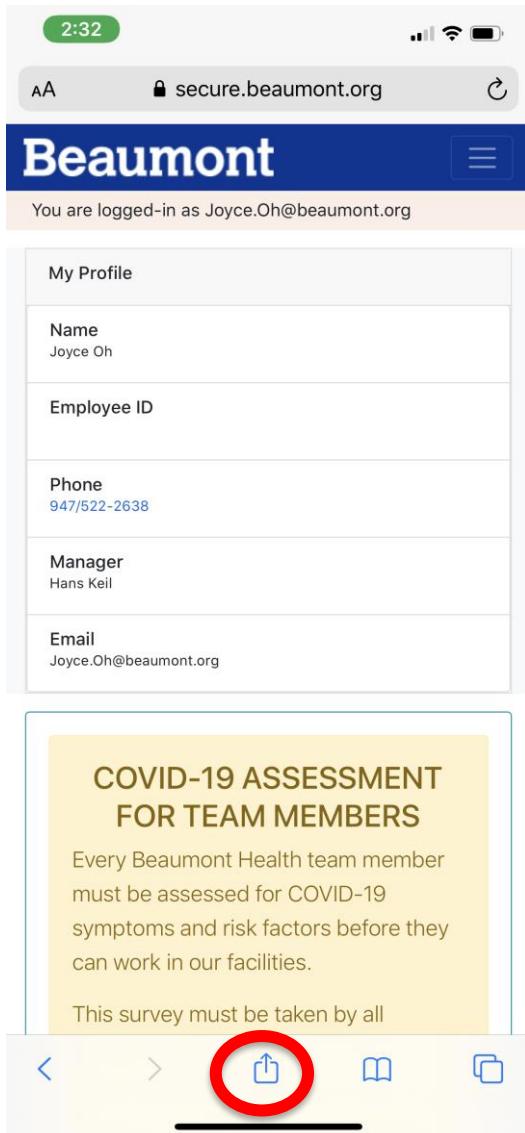 2:32
AA secure.beaumont.org
Beaumont
You are logged-in as Joyce.Oh@beaumont.org
My Profile
Name
Joyce Oh
Employee ID
Phone
947/522-2638
Manager
Hans Keil
Email
Joyce.Oh@beaumont.org
COVID-19 ASSESSMENT
FOR TEAM MEMBERS
Every Beaumont Health team member
must be assessed for COVID-19
symptoms and risk factors before they
can work in our facilities.
This survey must be taken by all